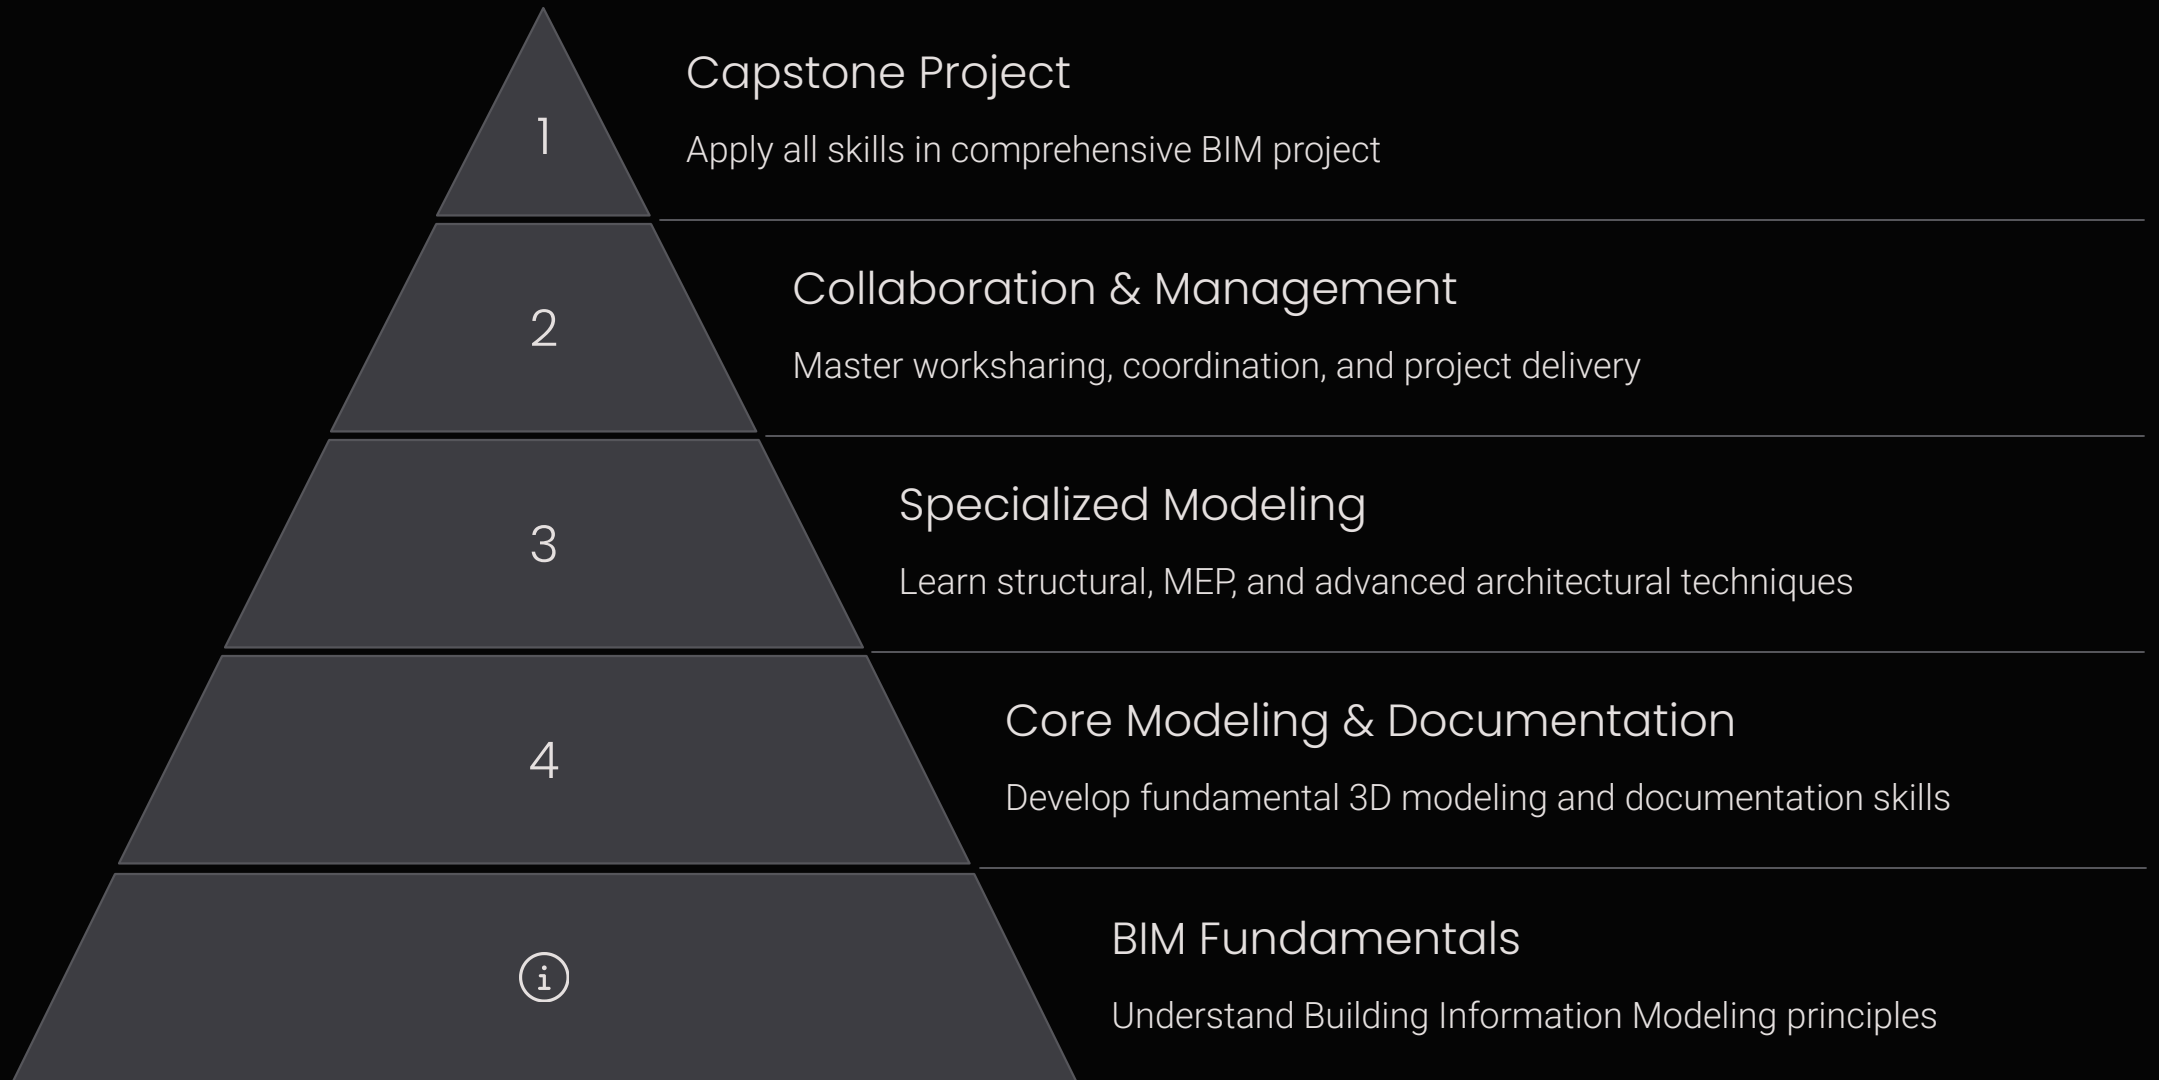 1
Capstone Project
Apply all skills in comprehensive BIM project
2
Collaboration & Management
Master worksharing, coordination, and project delivery
3
Specialized Modeling
Learn structural, MEP, and advanced architectural techniques
4
Core Modeling & Documentation
Develop fundamental 3D modeling and documentation skills
i
BIM Fundamentals
Understand Building Information Modeling principles